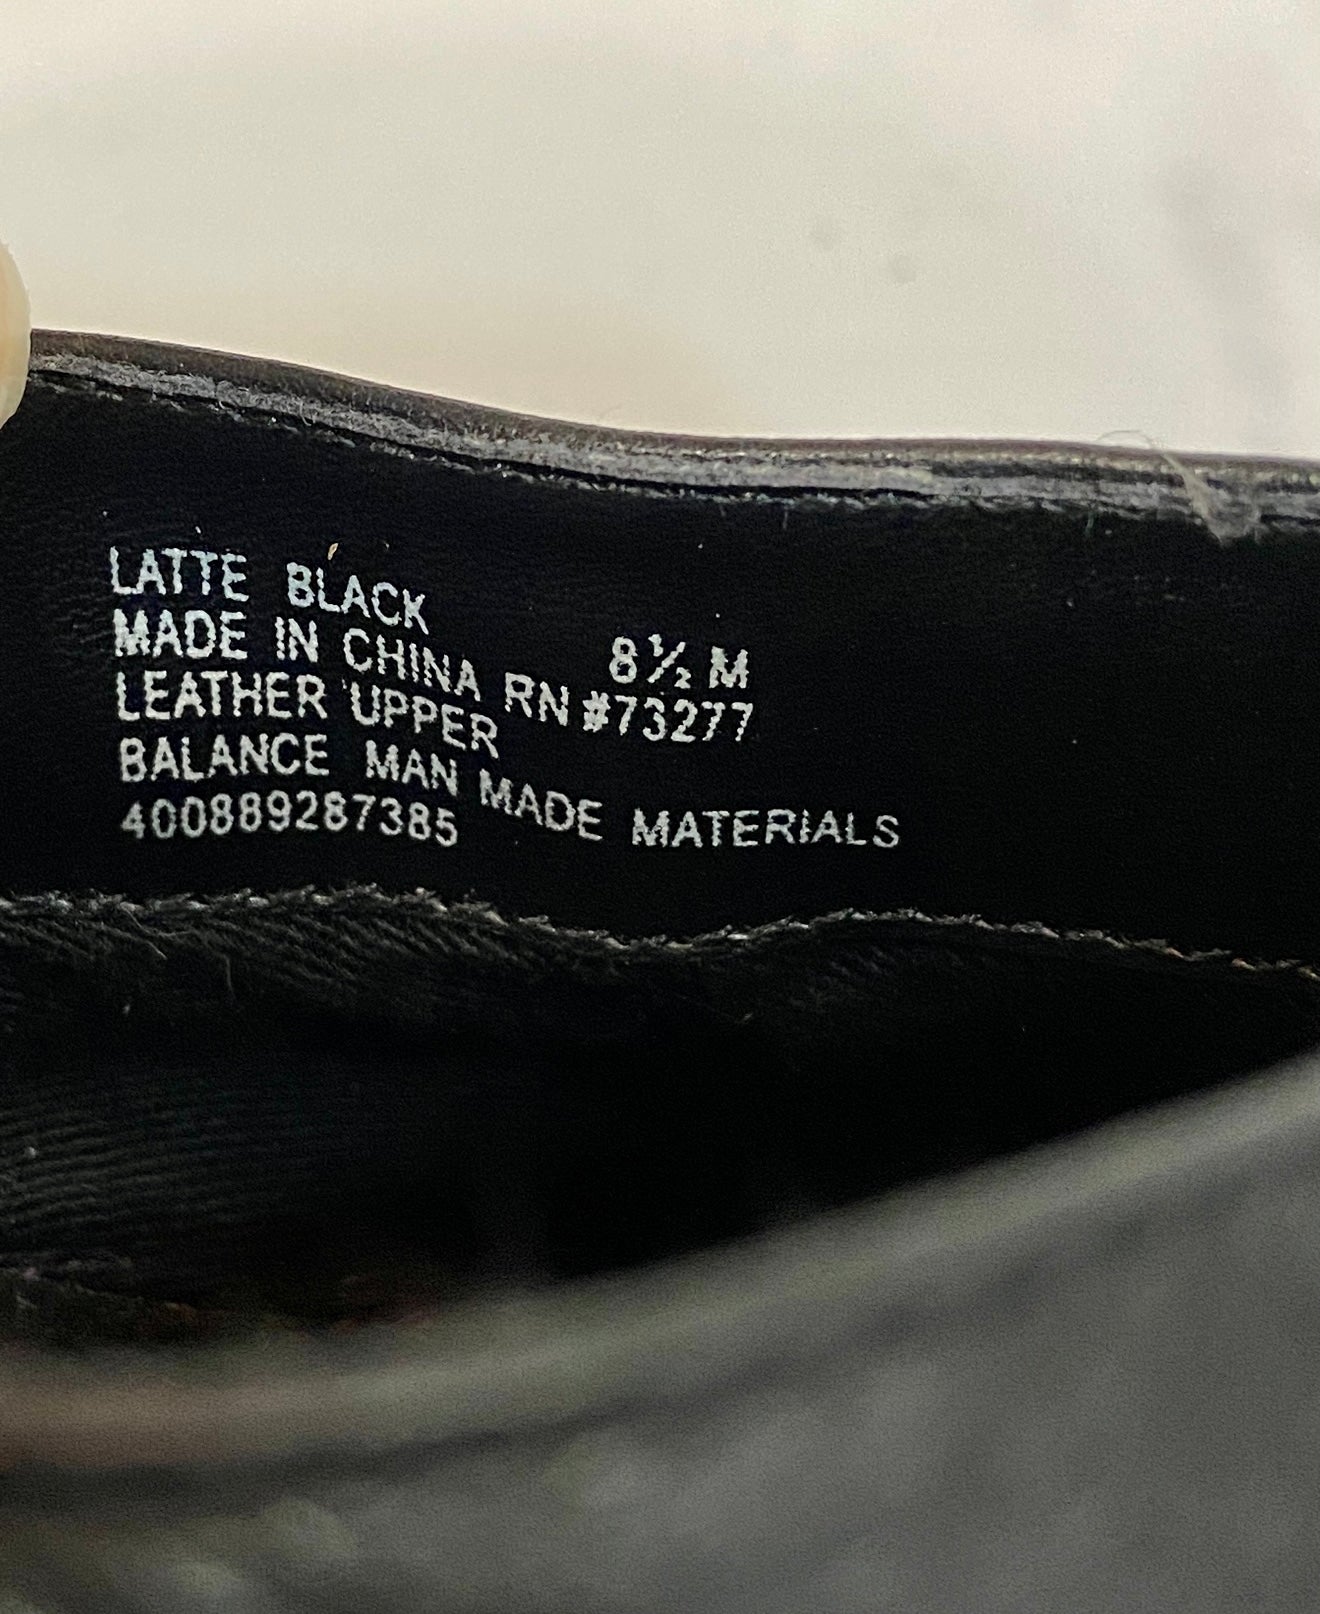 LATTE BLACK
MADE IN CHINA 8½ M
LEATHER UPPER RN #73277
BALANCE MAN MADE MATERIALS
400889287385